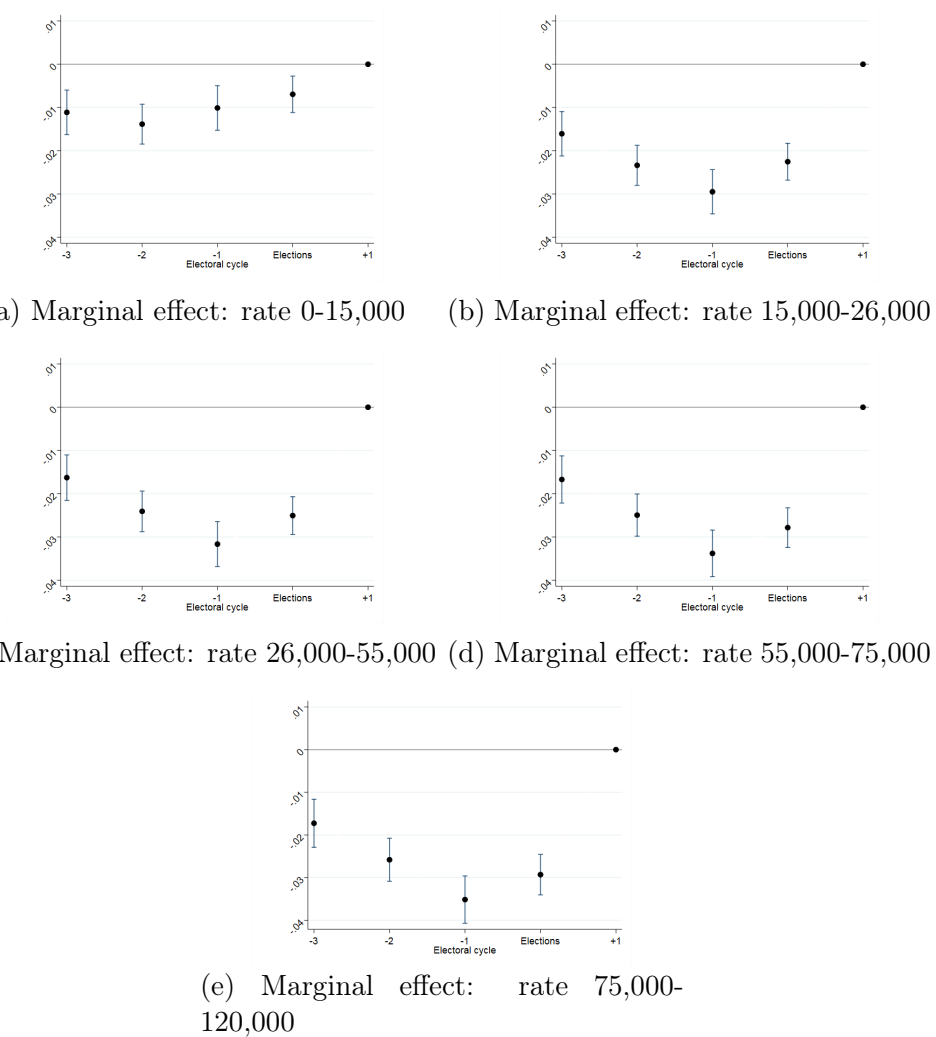 .01
0
-.01
-.02
-.03
-.04
-3 -2 -1 Elections +1
Electoral cycle
a) Marginal effect: rate 0-15,000
.01
0
-.01
-.02
-.03
-.04
-3 -2 -1 Elections +1
Electoral cycle
(b) Marginal effect: rate 15,000-26,000
.01
0
-.01
-.02
-.03
-.04
-3 -2 -1 Elections +1
Electoral cycle
Marginal effect: rate 26,000-55,000
.01
0
-.01
-.02
-.03
-.04
-3 -2 -1 Elections +1
Electoral cycle
(d) Marginal effect: rate 55,000-75,000
.01
0
-.01
-.02
-.03
-.04
-3 -2 -1 Elections +1
Electoral cycle
(e) Marginal effect: rate 75,000-
120,000